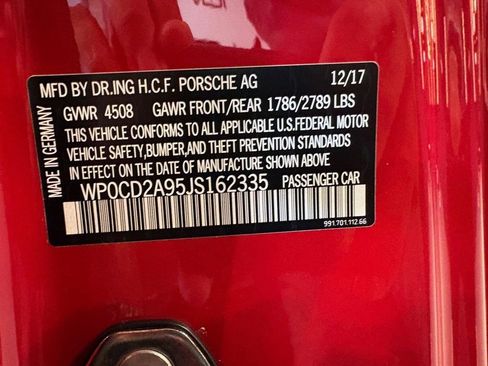 MFD BY DR.ING H.C.F. PORSCHE AG 12/17
GVWR 4508 GAWR FRONT/REAR 1786/2789 LBS
THIS VEHICLE CONFORMS TO ALL APPLICABLE U.S.FEDERAL MOTOR
VEHICLE SAFETY,BUMPER,AND THEFT PREVENTION STANDARDS
IN EFFECT ON THE DATE OF MANUFACTURE SHOWN ABOVE
WP0CD2A95JS162335 PASSENGER CAR
991.701.112.66
MADE IN GERMANY